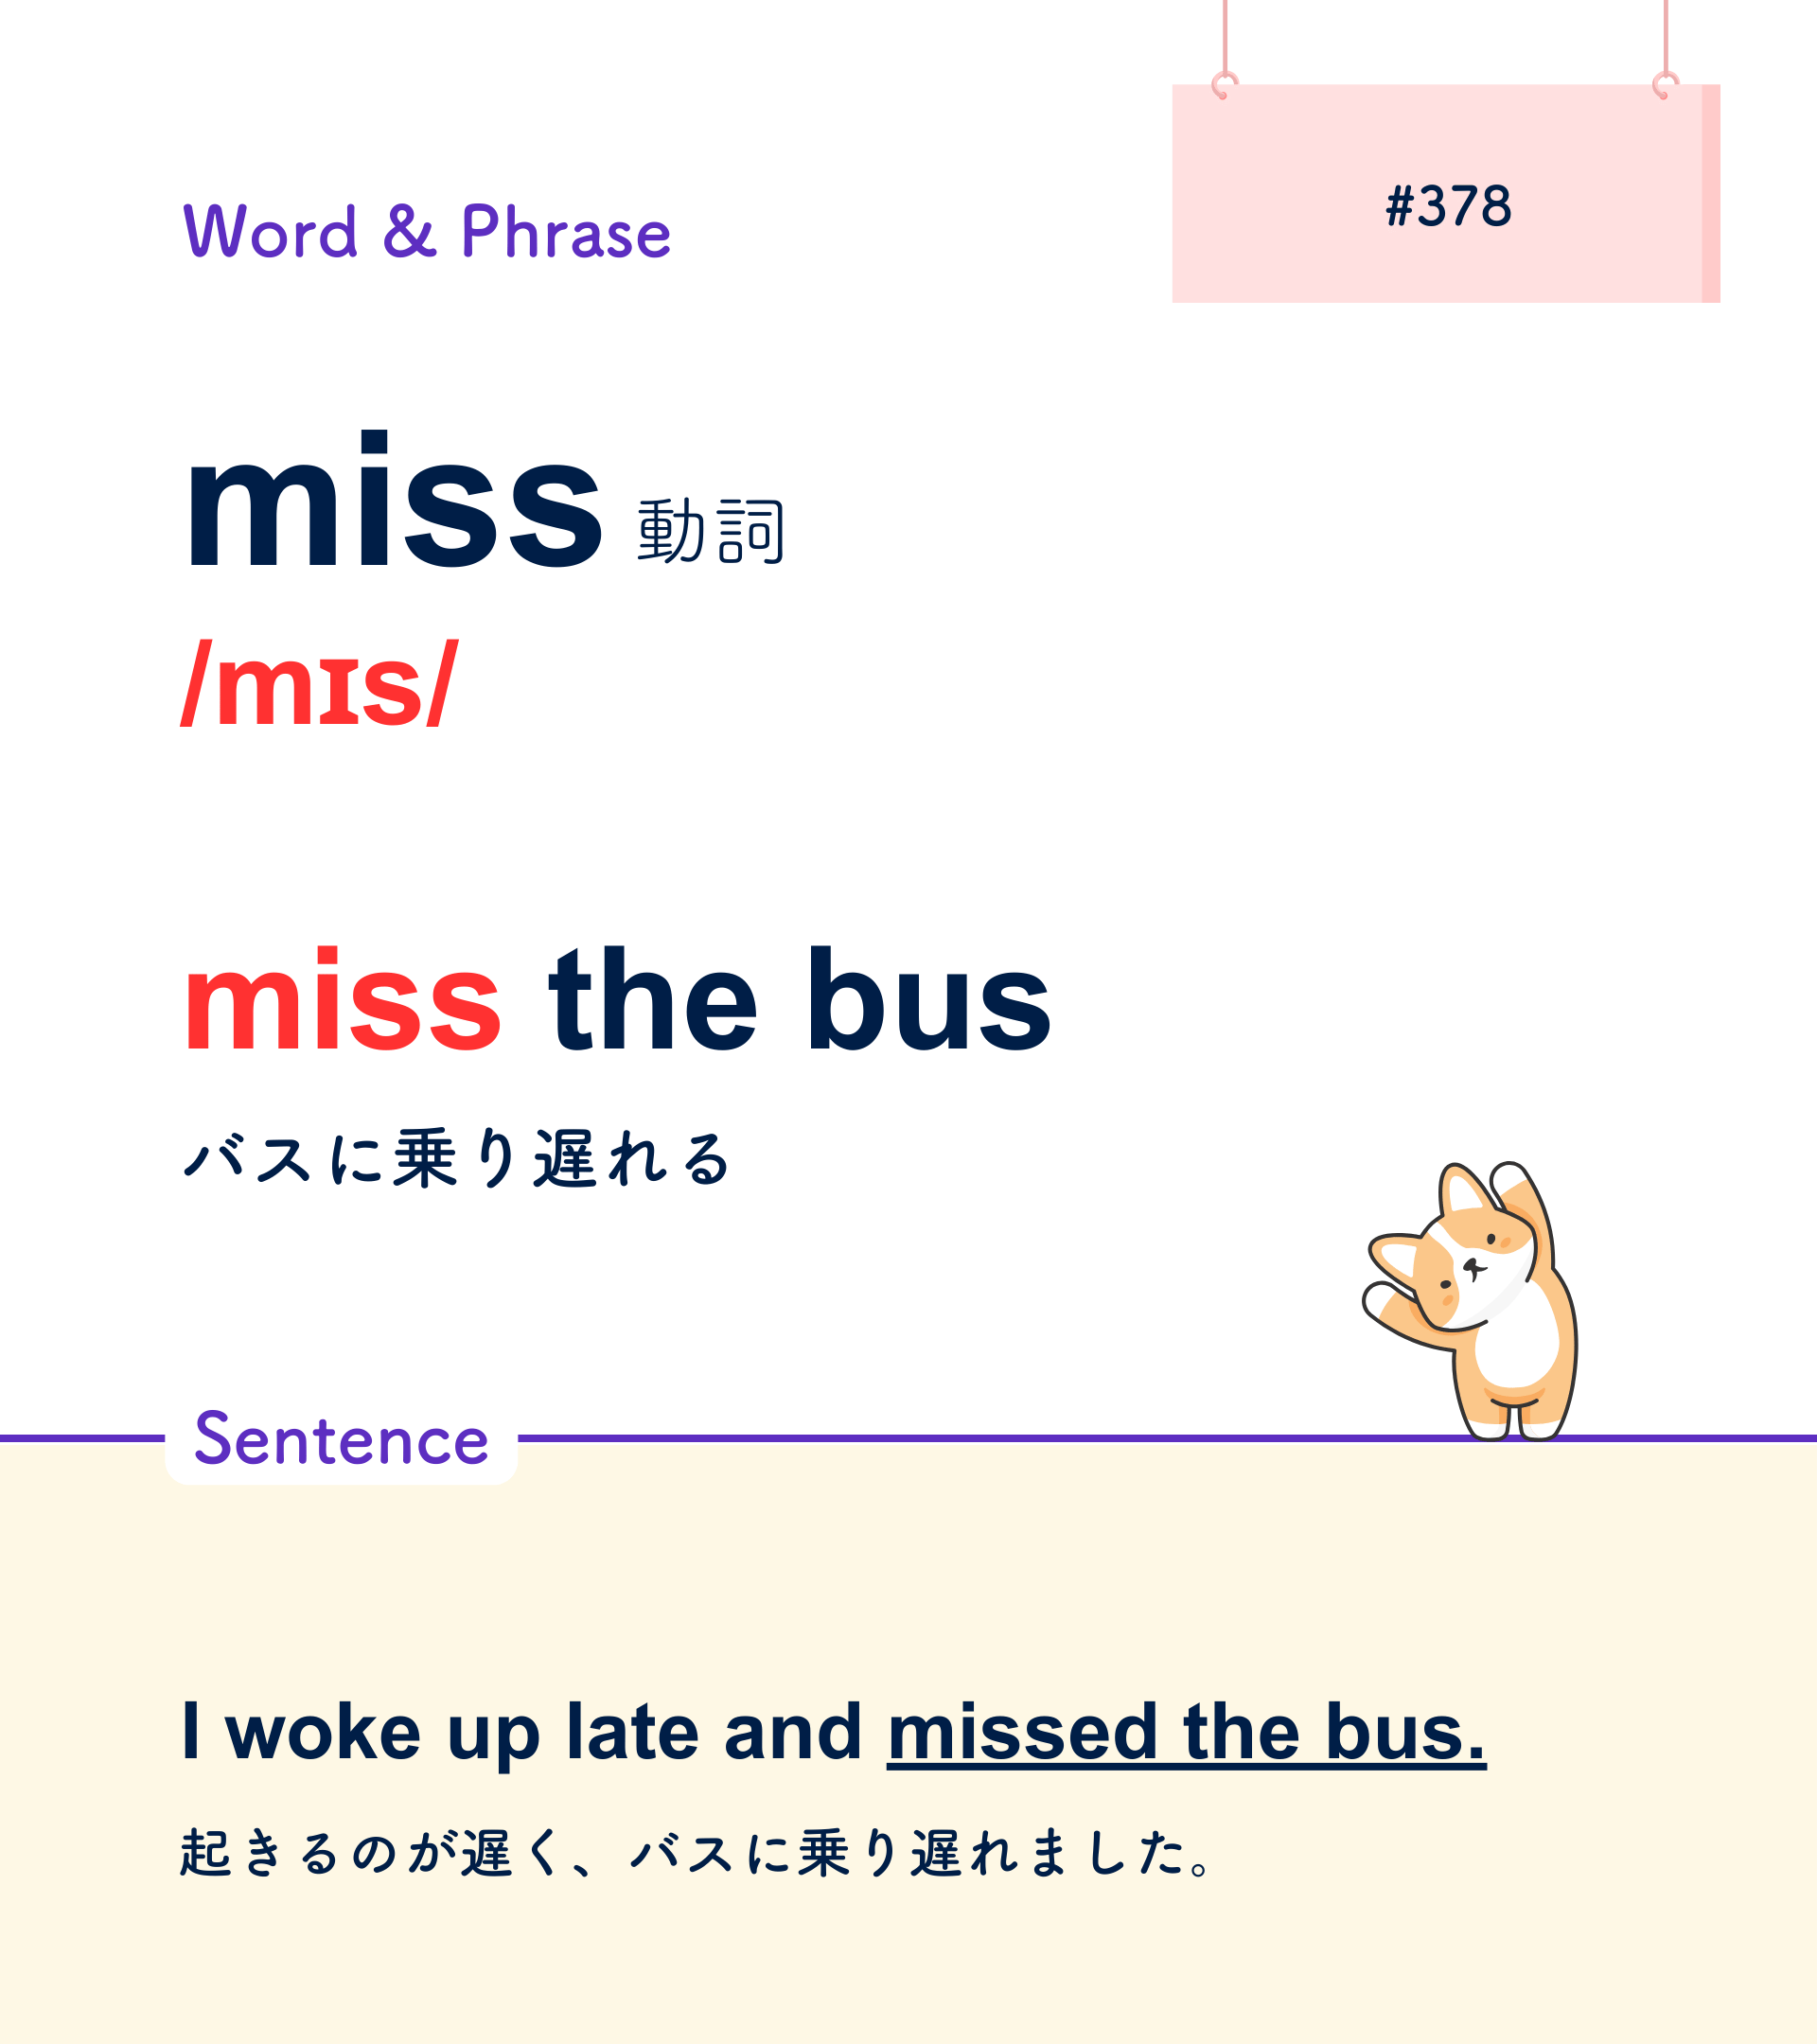 Word & Phrase
#378
miss 動詞
/mɪs/
miss the bus
バスに乗り遅れる
Sentence
I woke up late and missed the bus.
起きるのが遅く、バスに乗り遅れました。